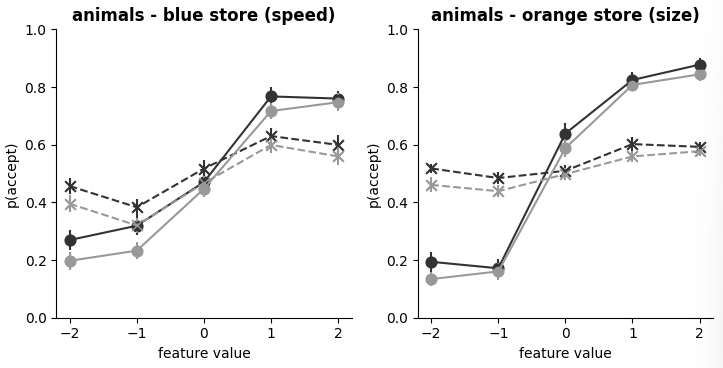 animals - blue store (speed)
1.0
0.8
0.6
0.4
0.2
0.0
p(accept)
−2 −1 0 1 2
feature value
animals - orange store (size)
1.0
0.8
0.6
0.4
0.2
0.0
p(accept)
−2 −1 0 1 2
feature value